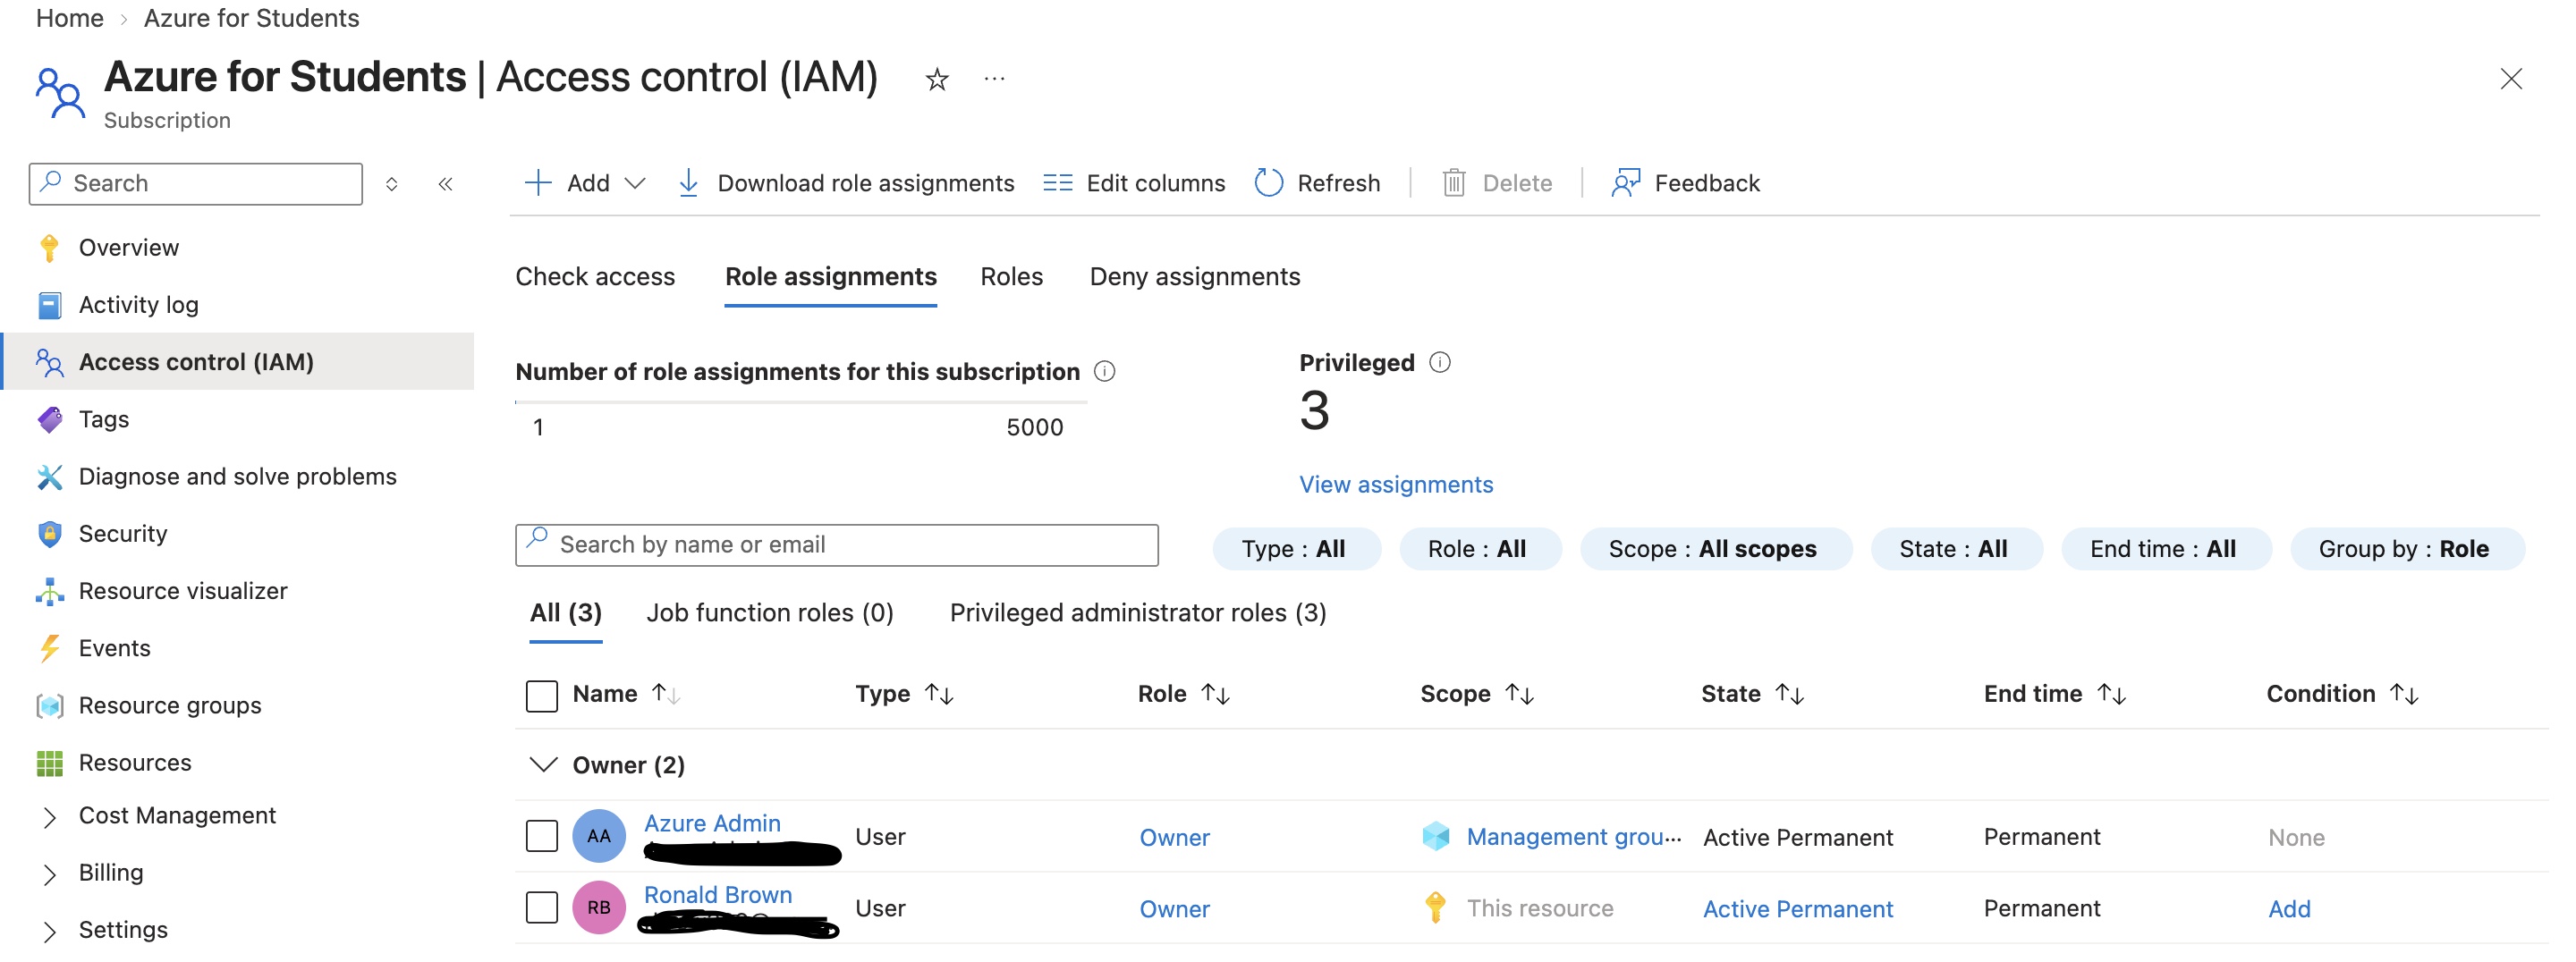 Home > Azure for Students
Azure for Students | Access control (IAM)
Subscription
Search
Add Download role assignments Edit columns Refresh Delete Feedback
Overview
Activity log
Access control (IAM)
Tags
Diagnose and solve problems
Security
Resource visualizer
Events
Resource groups
Resources
Cost Management
Billing
Settings
Check access Role assignments Roles Deny assignments
Number of role assignments for this subscription
1 5000
Privileged
3
View assignments
Search by name or email
Type : All Role : All Scope : All scopes State : All End time : All Group by : Role
All (3) Job function roles (0) Privileged administrator roles (3)
Name Type Role Scope State End time Condition
Owner (2)
AA Azure Admin User Owner Management grou... Active Permanent Permanent None
RB Ronald Brown User Owner This resource Active Permanent Permanent Add